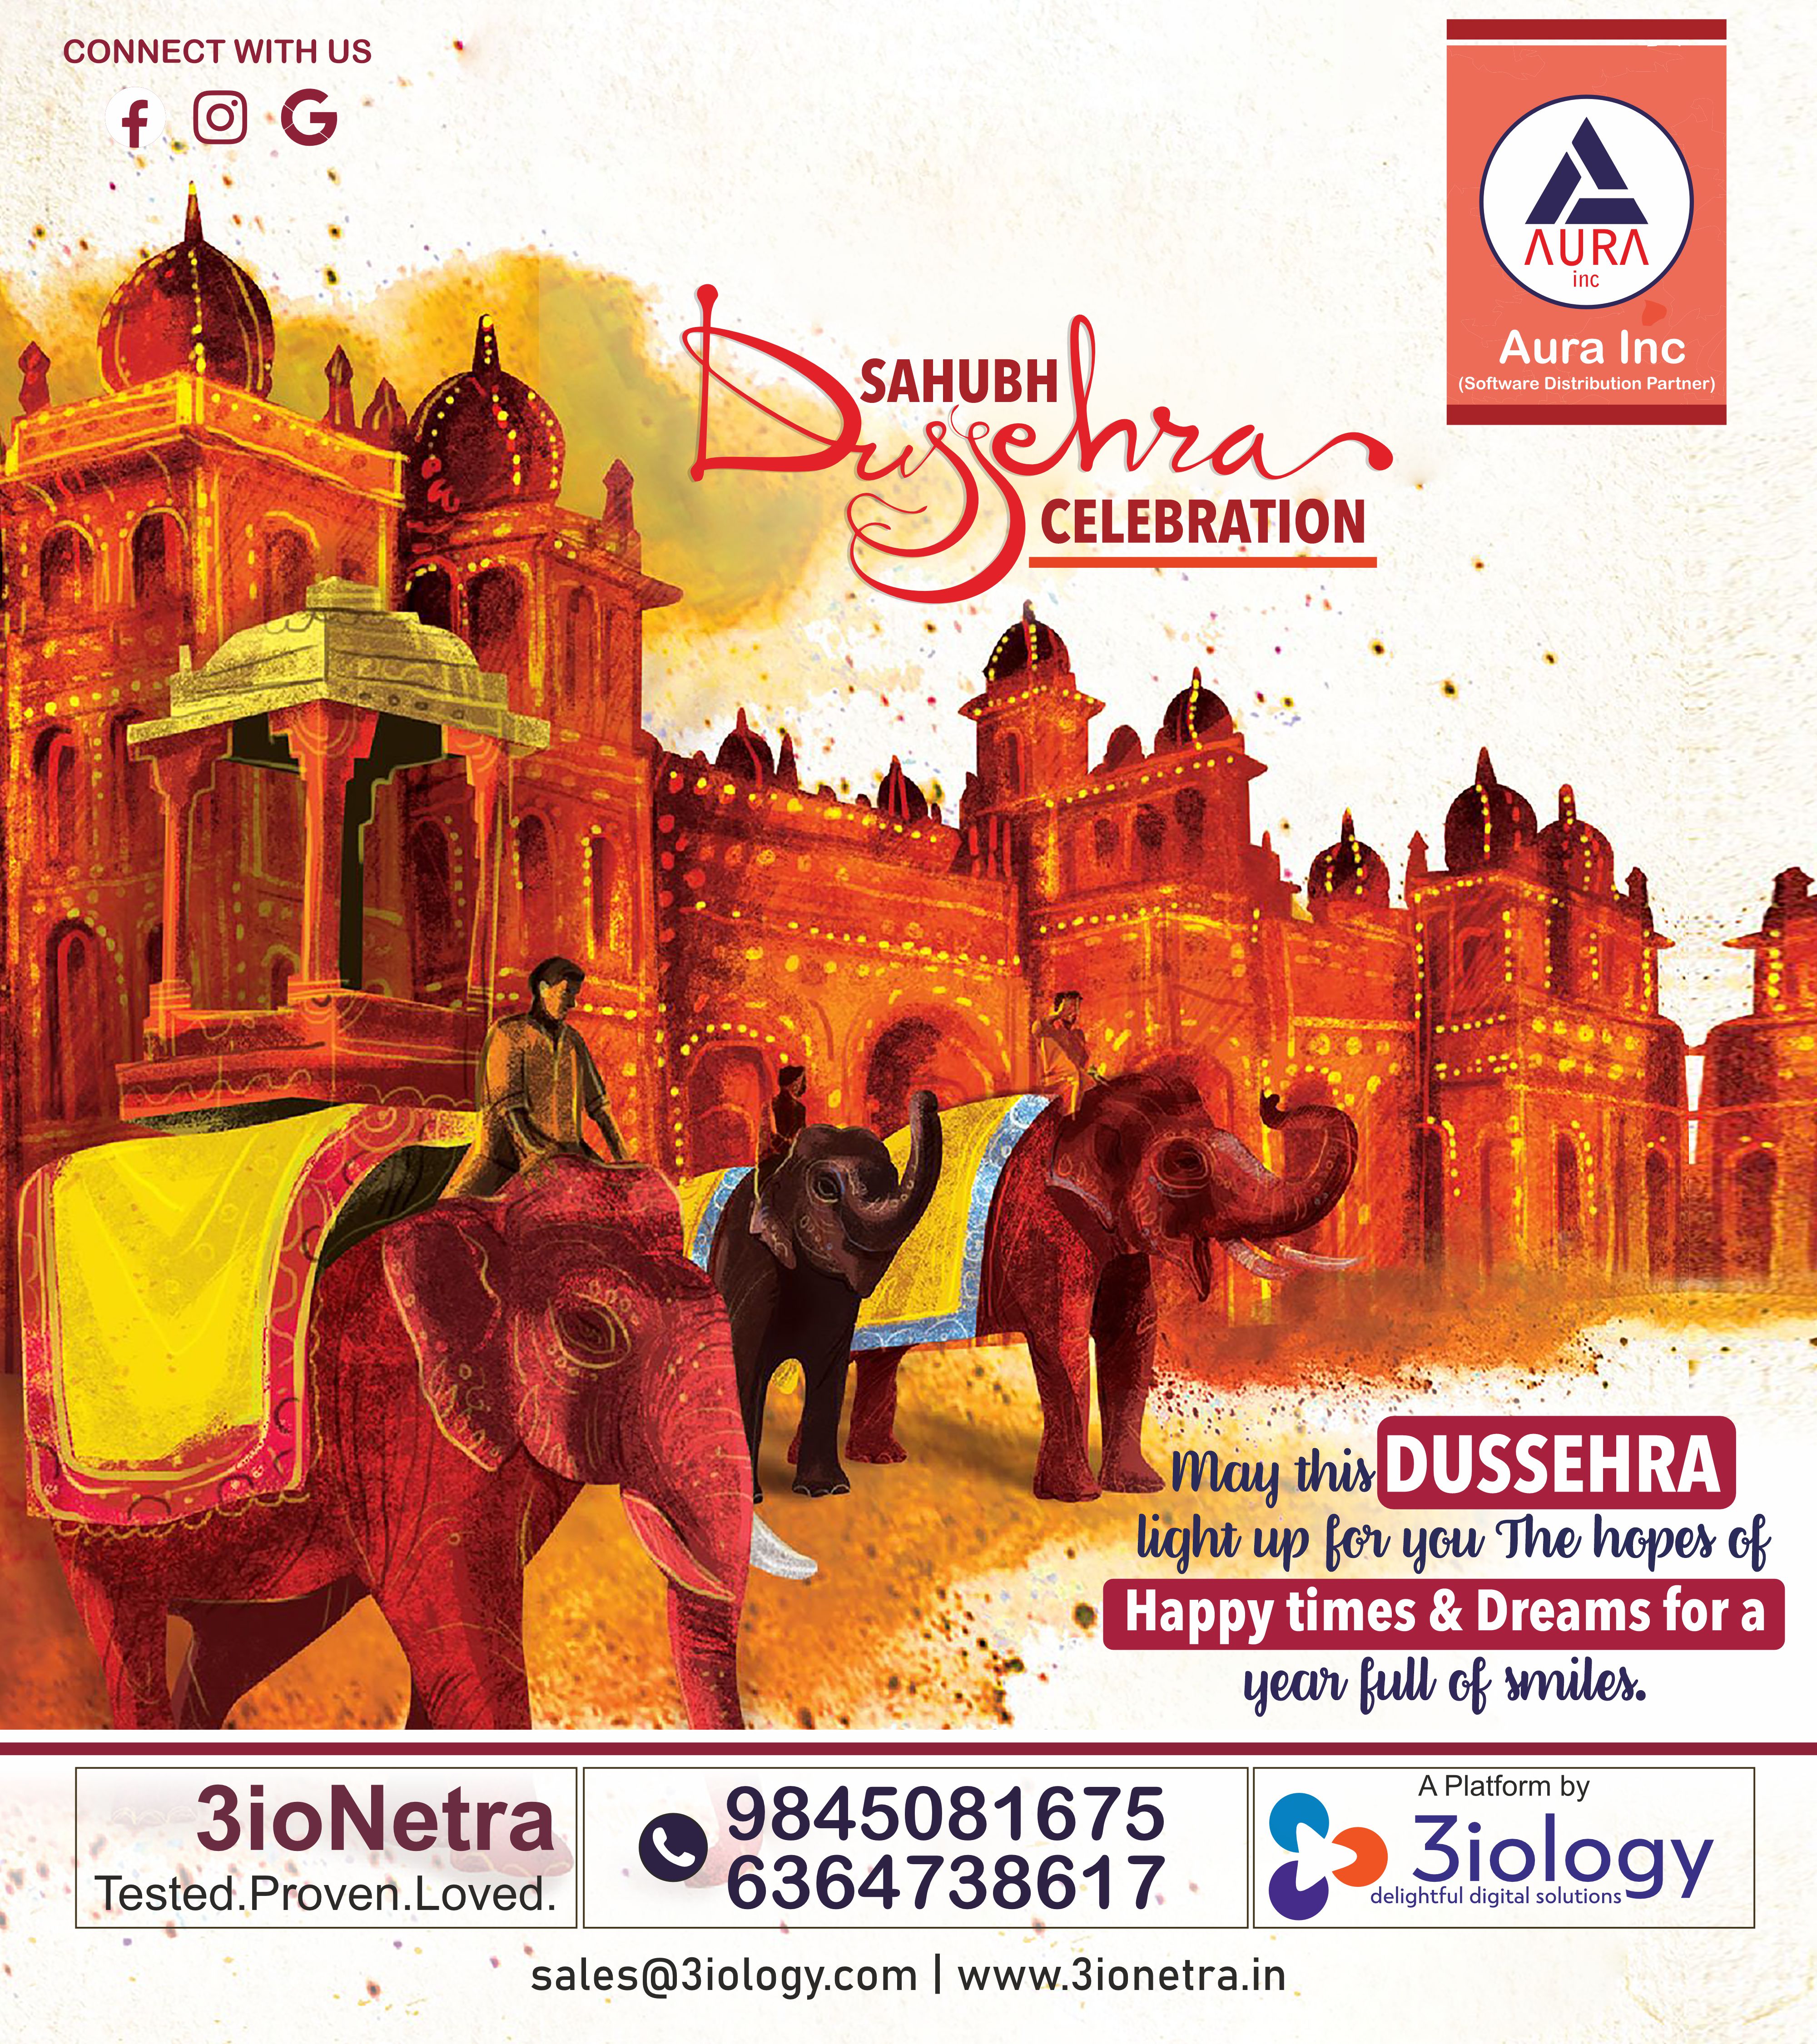 CONNECT WITH US
AURA
inc
Aura Inc
(Software Distribution Partner)
SAHUBH
Dussehra
CELEBRATION
May this DUSSEHRA
light up for you The hopes of
Happy times & Dreams for a
year full of smiles.
3ioNetra
Tested.Proven.Loved.
9845081675
6364738617
A Platform by
3iology
delightful digital solutions
sales@3iology.com | www.3ionetra.in